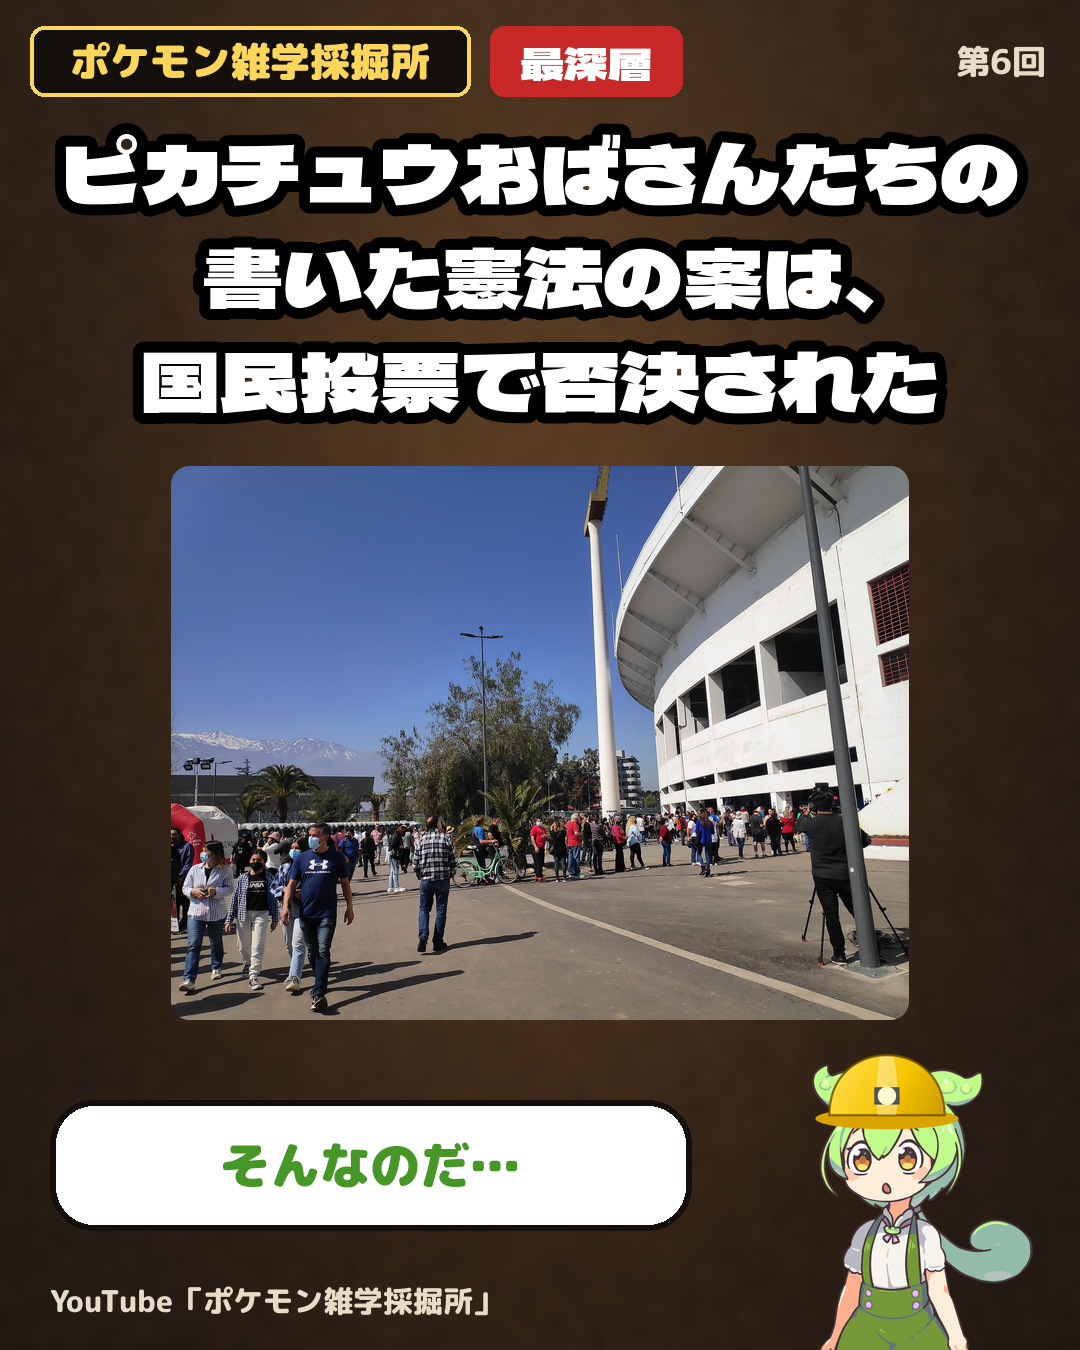 ポケモン雑学採掘所
最深層
第6回
ピカチュウおばさんたちの
書いた憲法の案は、
国民投票で否決された
UNDER ARMOUR
NASA
そんなのだ…
YouTube「ポケモン雑学採掘所」